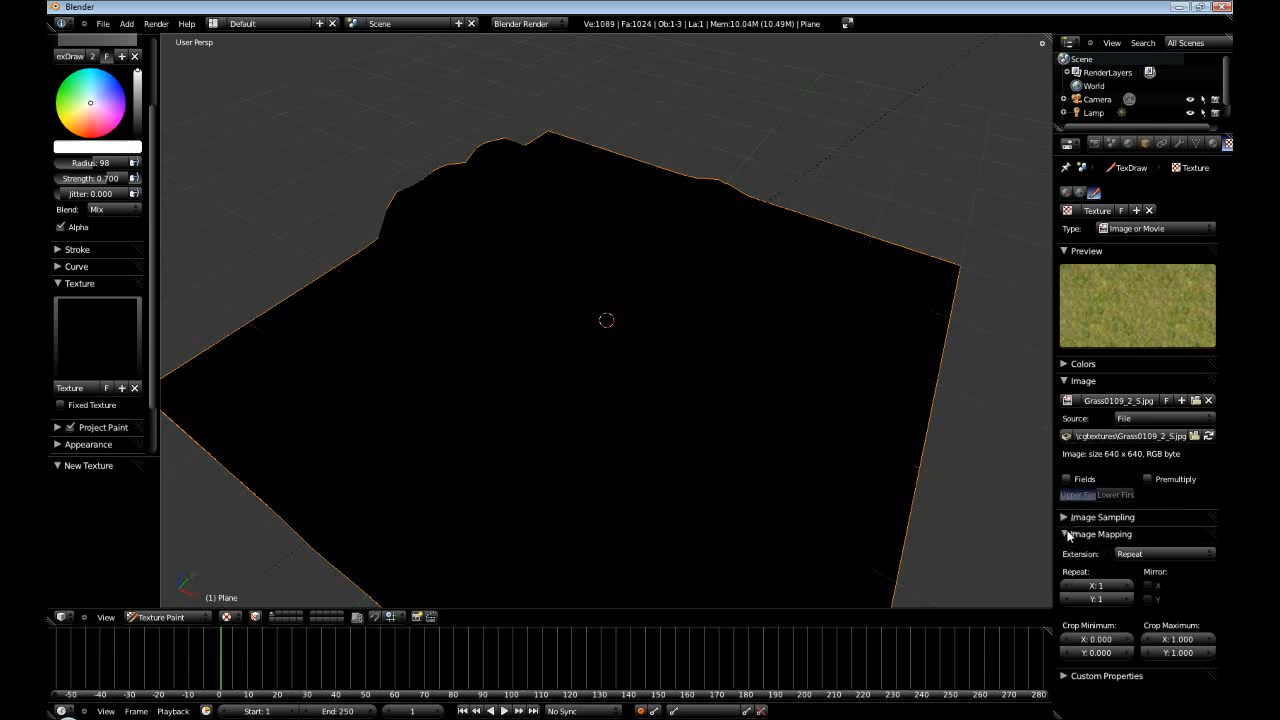 Blender
File Add Render Help Default Scene Blender Render Ve:1089 | Fa:1024 | Ob:1-3 | La:1 | Mem:10.04M (10.49M) | Plane
exDraw 2 F
Radius: 98
Strength: 0.700
Jitter: 0.000
Blend: Mix
Alpha
Stroke
Curve
Texture
Texture F
Fixed Texture
Project Paint
Appearance
New Texture
User Persp
(1) Plane
View Texture Paint
-50 -40 -30 -20 -10 0 10 20 30 40 50 60 70 80 90 100 110 120 130 140 150 160 170 180 190 200 210 220 230 240 250 260 270 280
View Frame Playback Start: 1 End: 250 1 No Sync
View Search All Scenes
Scene
RenderLayers
World
Camera
Lamp
TexDraw Texture
Texture F
Type: Image or Movie
Preview
Colors
Image
Grass0109_2_S.jpg F
Source: File
\cgtextures\Grass0109_2_S.jpg
Image: size 640 x 640, RGB byte
Fields Premultiply
Upper Firs Lower Firs
Image Sampling
Image Mapping
Extension: Repeat
Repeat: Mirror:
X: 1 X
Y: 1 Y
Crop Minimum: Crop Maximum:
X: 0.000 X: 1.000
Y: 0.000 Y: 1.000
Custom Properties